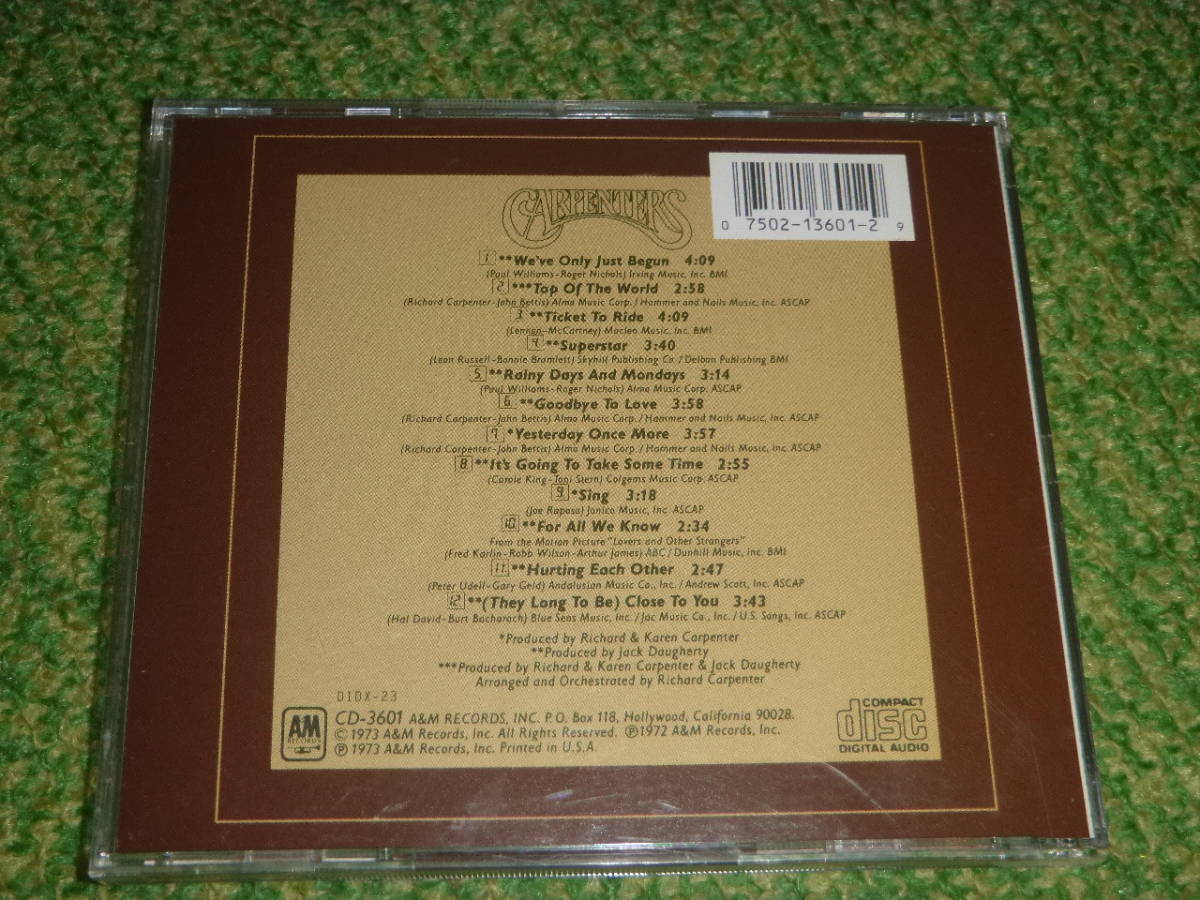 CARPENTERS
0 7502-13601-2 9
1 **We've Only Just Begun 4:09
(Paul Williams-Roger Nichols) Irving Music, Inc. BMI
2 ***Top Of The World 2:58
(Richard Carpenter-John Bettis) Almo Music Corp./Hammer and Nails Music, Inc. ASCAP
3 **Ticket To Ride 4:09
(Lennon-McCartney) Maclen Music, Inc. BMI
4 **Superstar 3:40
(Leon Russell-Bonnie Bramlett) Skyhill Publishing Co./Delbon Publishing BMI
5 **Rainy Days And Mondays 3:14
(Paul Williams-Roger Nichols) Almo Music Corp. ASCAP
6 **Goodbye To Love 3:58
(Richard Carpenter-John Bettis) Almo Music Corp./Hammer and Nails Music, Inc. ASCAP
7 *Yesterday Once More 3:57
(Richard Carpenter-John Bettis) Almo Music Corp./Hammer and Nails Music, Inc. ASCAP
8 **It's Going To Take Some Time 2:55
(Carole King-Toni Stern) Colgems Music Corp. ASCAP
9 *Sing 3:18
(Joe Raposo) Jonico Music, Inc. ASCAP
10 **For All We Know 2:34
From the Motion Picture "Lovers and Other Strangers"
(Fred Karlin-Robb Wilson-Arthur James) ABC/Dunhill Music, Inc. BMI
11 **Hurting Each Other 2:47
(Peter Udell-Gary Geld) Andalusian Music Co., Inc./Andrew Scott, Inc. ASCAP
12 **(They Long To Be) Close To You 3:43
(Hal David-Burt Bacharach) Blue Seas Music, Inc./Jac Music Co., Inc./U.S. Songs, Inc. ASCAP
*Produced by Richard & Karen Carpenter
**Produced by Jack Daugherty
***Produced by Richard & Karen Carpenter & Jack Daugherty
Arranged and Orchestrated by Richard Carpenter
DIDX-23
A&M RECORDS
CD-3601 A&M RECORDS, INC. P.O. Box 118, Hollywood, California 90028.
©1973 A&M Records, Inc. All Rights Reserved. ℗1972 A&M Records, Inc.
℗1973 A&M Records, Inc. Printed in U.S.A.
COMPACT
disc
DIGITAL AUDIO